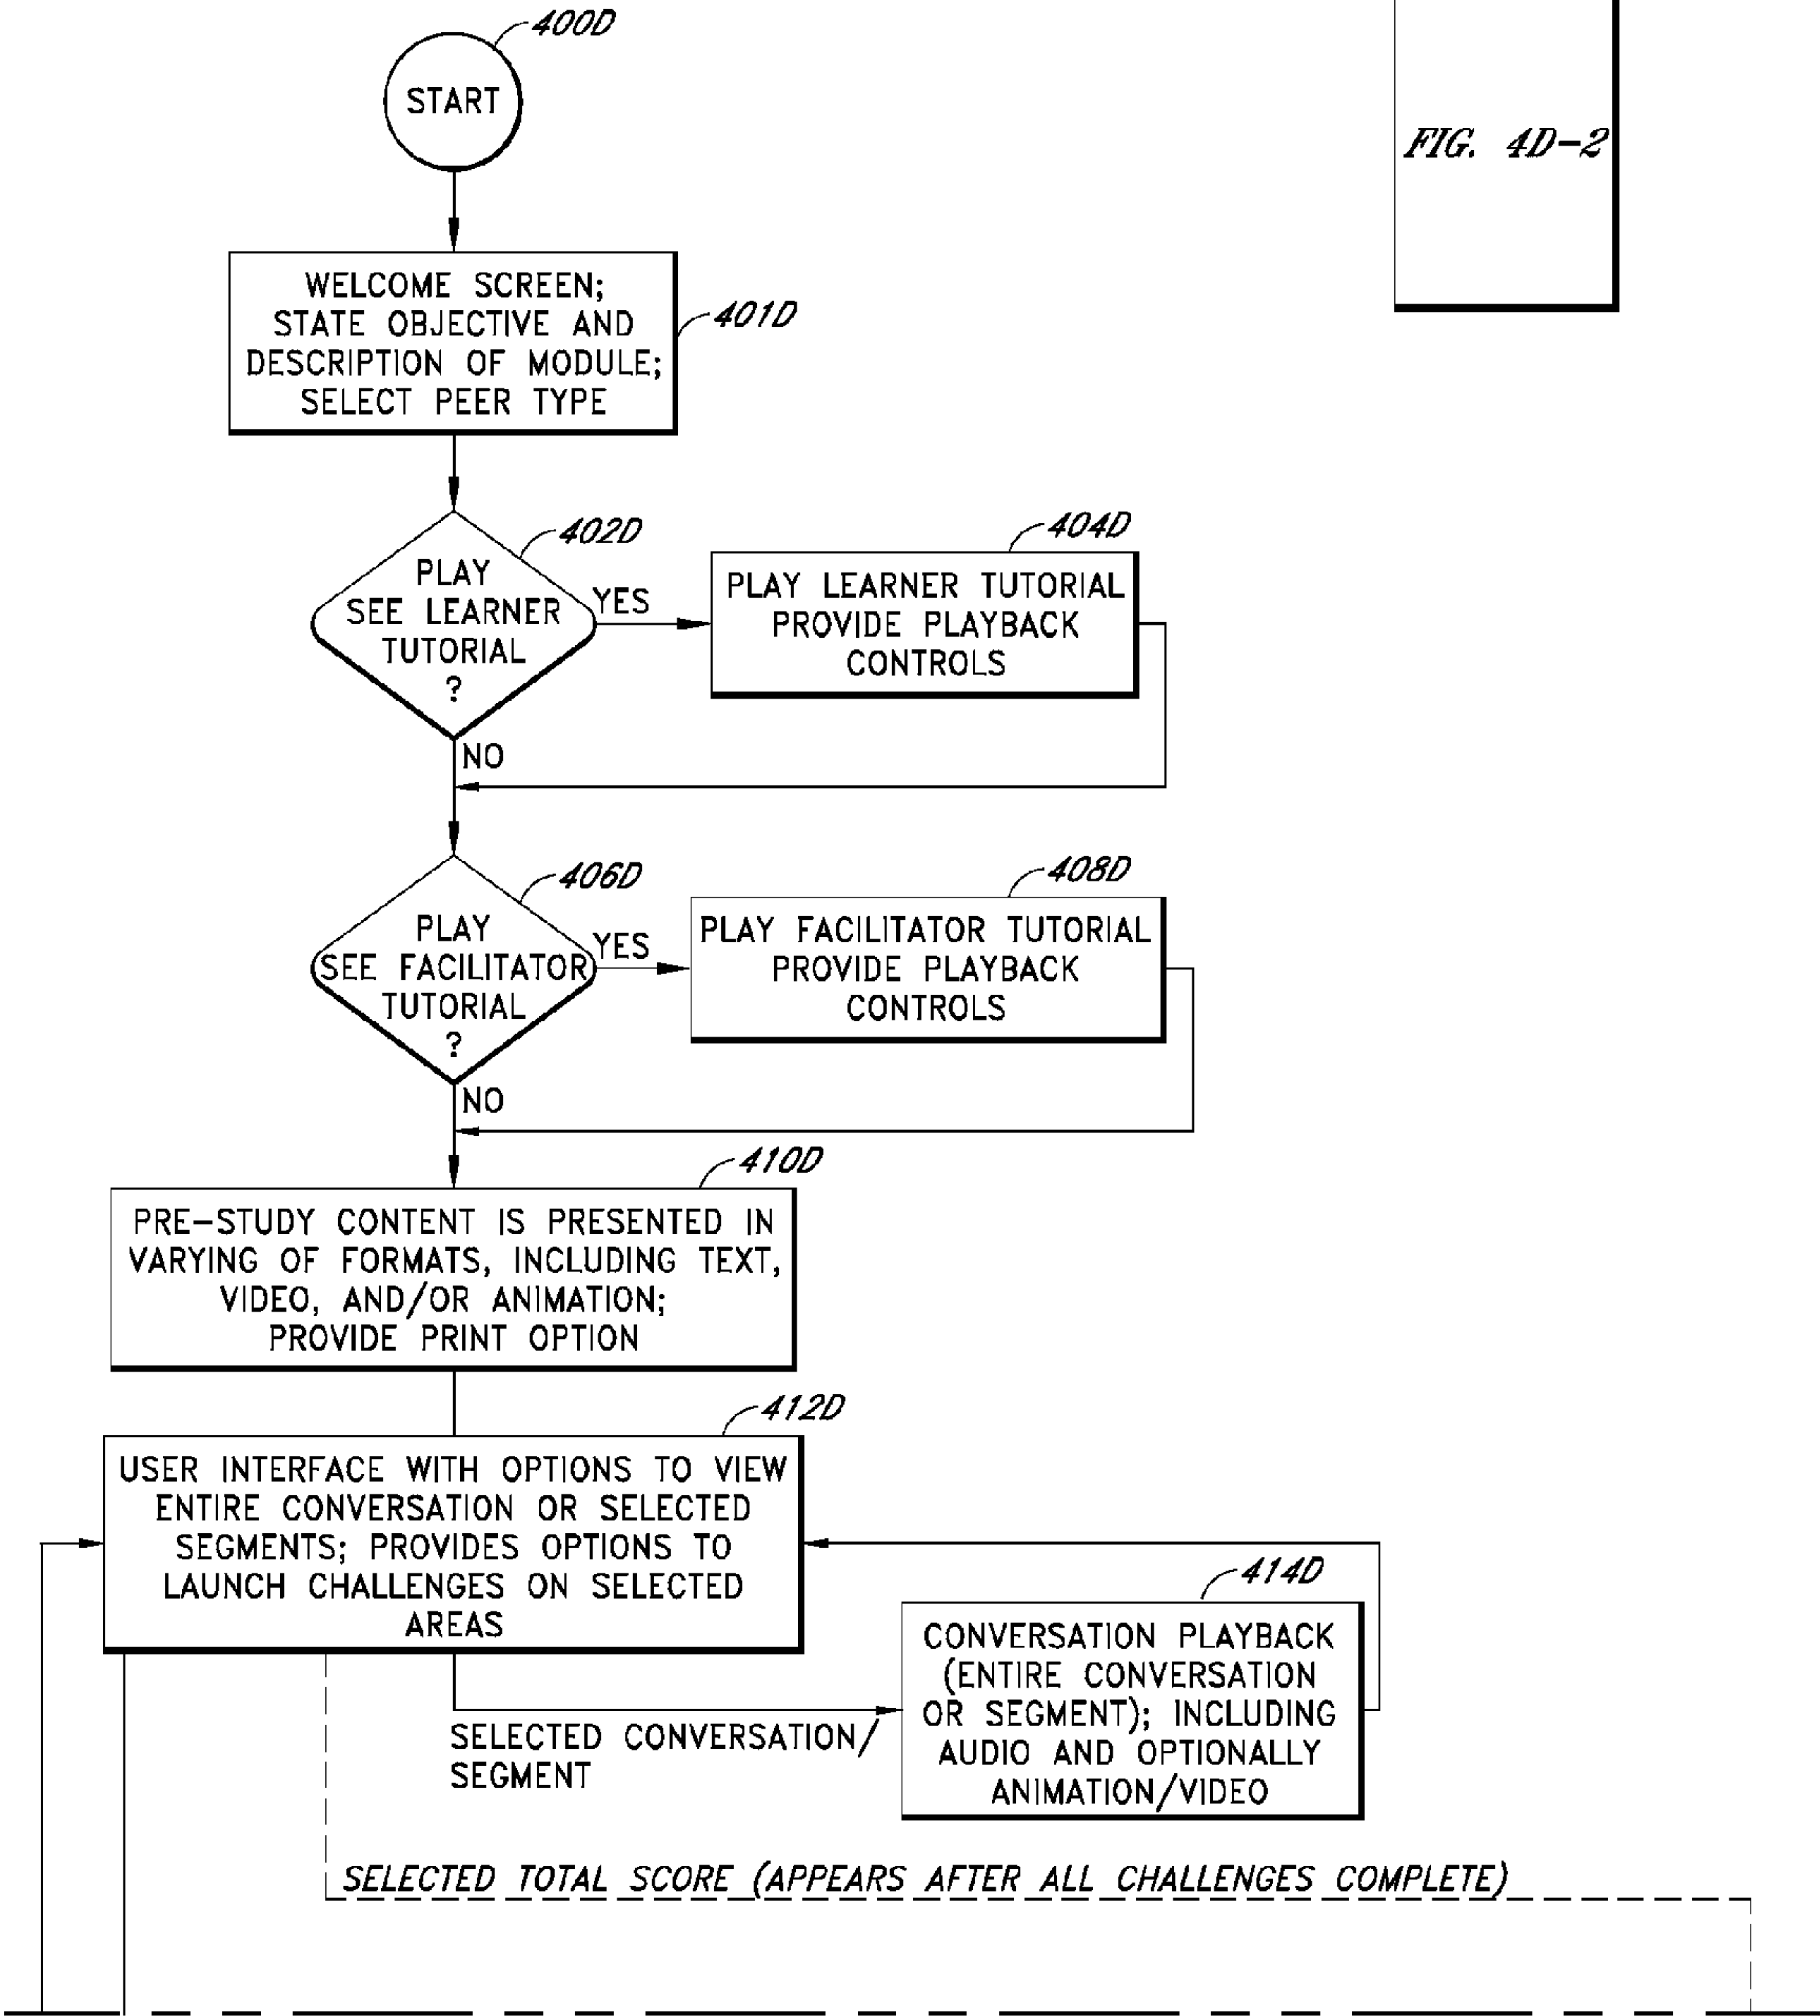 400D
START
FIG. 4D-2
WELCOME SCREEN;
STATE OBJECTIVE AND
DESCRIPTION OF MODULE;
SELECT PEER TYPE
401D
402D
PLAY
SEE LEARNER
TUTORIAL
?
YES
NO
404D
PLAY LEARNER TUTORIAL
PROVIDE PLAYBACK
CONTROLS
406D
PLAY
SEE FACILITATOR
TUTORIAL
?
YES
NO
408D
PLAY FACILITATOR TUTORIAL
PROVIDE PLAYBACK
CONTROLS
410D
PRE-STUDY CONTENT IS PRESENTED IN
VARYING OF FORMATS, INCLUDING TEXT,
VIDEO, AND/OR ANIMATION;
PROVIDE PRINT OPTION
412D
USER INTERFACE WITH OPTIONS TO VIEW
ENTIRE CONVERSATION OR SELECTED
SEGMENTS; PROVIDES OPTIONS TO
LAUNCH CHALLENGES ON SELECTED
AREAS
414D
CONVERSATION PLAYBACK
(ENTIRE CONVERSATION
OR SEGMENT); INCLUDING
AUDIO AND OPTIONALLY
ANIMATION/VIDEO
SELECTED CONVERSATION/
SEGMENT
SELECTED TOTAL SCORE (APPEARS AFTER ALL CHALLENGES COMPLETE)